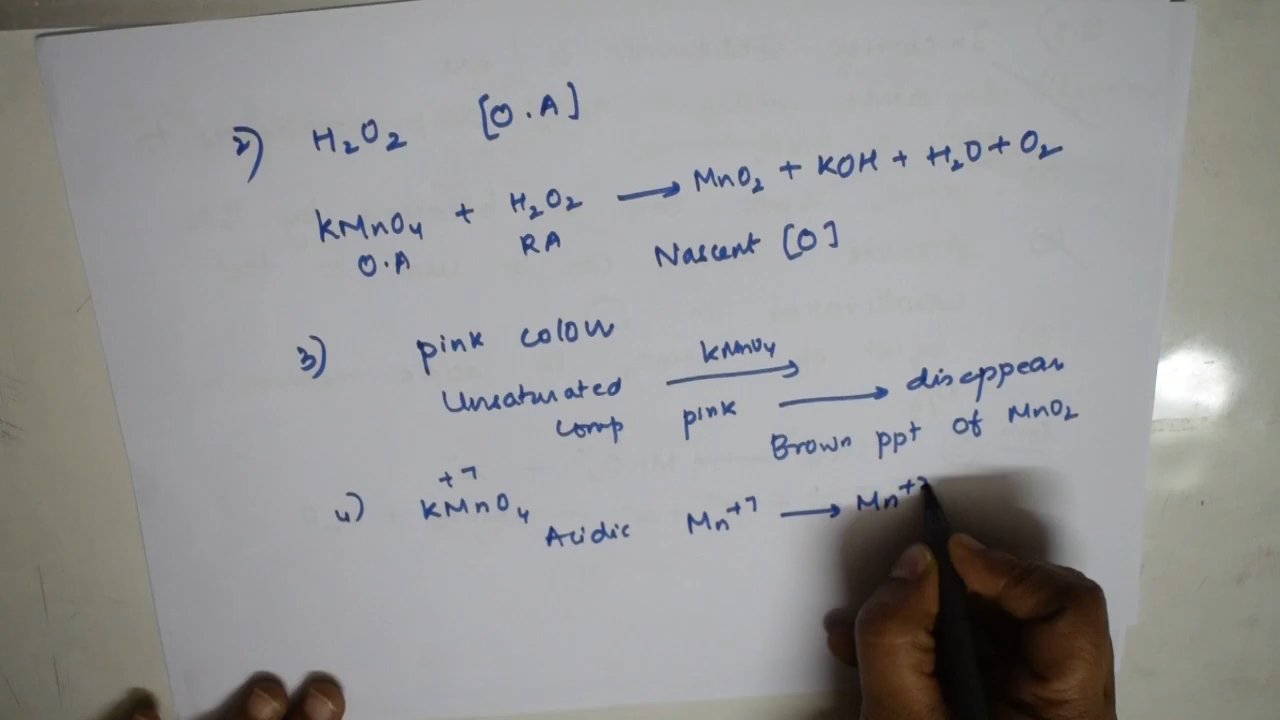 2) H₂O₂ [O.A]
KMnO₄ + H₂O₂ → MnO₂ + KOH + H₂O + O₂
O.A RA Nascent [O]
3) pink colour
KMnO₄
Unsaturated → disappear
comp pink →
Brown ppt of MnO₂
+7
4) KMnO₄ Acidic Mn⁺⁷ → Mn⁺